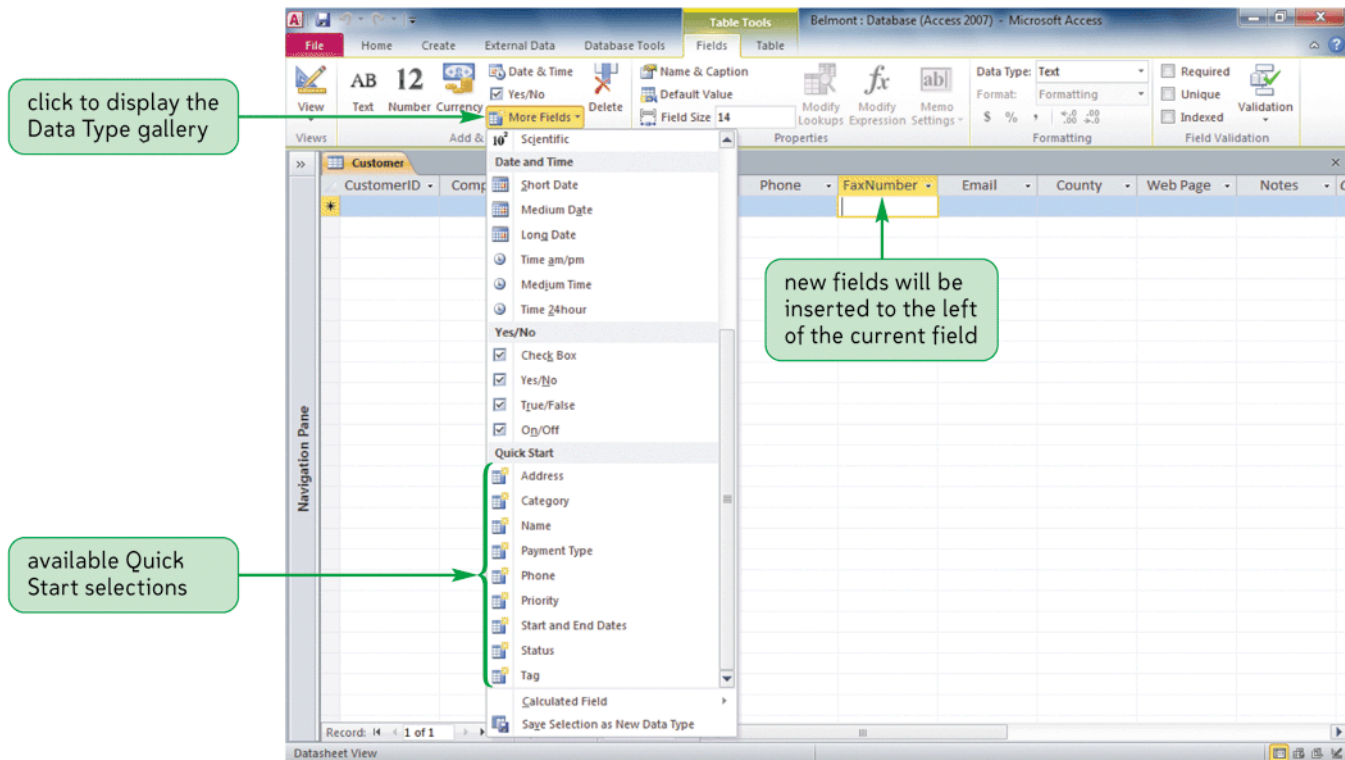 Table Tools
Belmont : Database (Access 2007) - Microsoft Access
File Home Create External Data Database Tools Fields Table
click to display the
Data Type gallery
View
Views
AB
Text
12
Number
Currency
Date & Time
Yes/No
More Fields
Delete
Add &
Name & Caption
Default Value
Field Size 14
Modify
Lookups
fx
Modify
Expression
ab
Memo
Settings
Properties
Data Type: Text
Format: Formatting
$ % , .00 .00
Formatting
Required
Unique
Indexed
Validation
Field Validation
Customer
CustomerID Comp Phone FaxNumber Email County Web Page Notes
10² Scientific
Date and Time
Short Date
Medium Date
Long Date
Time am/pm
Medium Time
Time 24hour
Yes/No
Check Box
Yes/No
True/False
On/Off
Quick Start
Address
Category
Name
Payment Type
Phone
Priority
Start and End Dates
Status
Tag
Calculated Field
Save Selection as New Data Type
new fields will be
inserted to the left
of the current field
Navigation Pane
available Quick
Start selections
Record: 1 of 1
Datasheet View